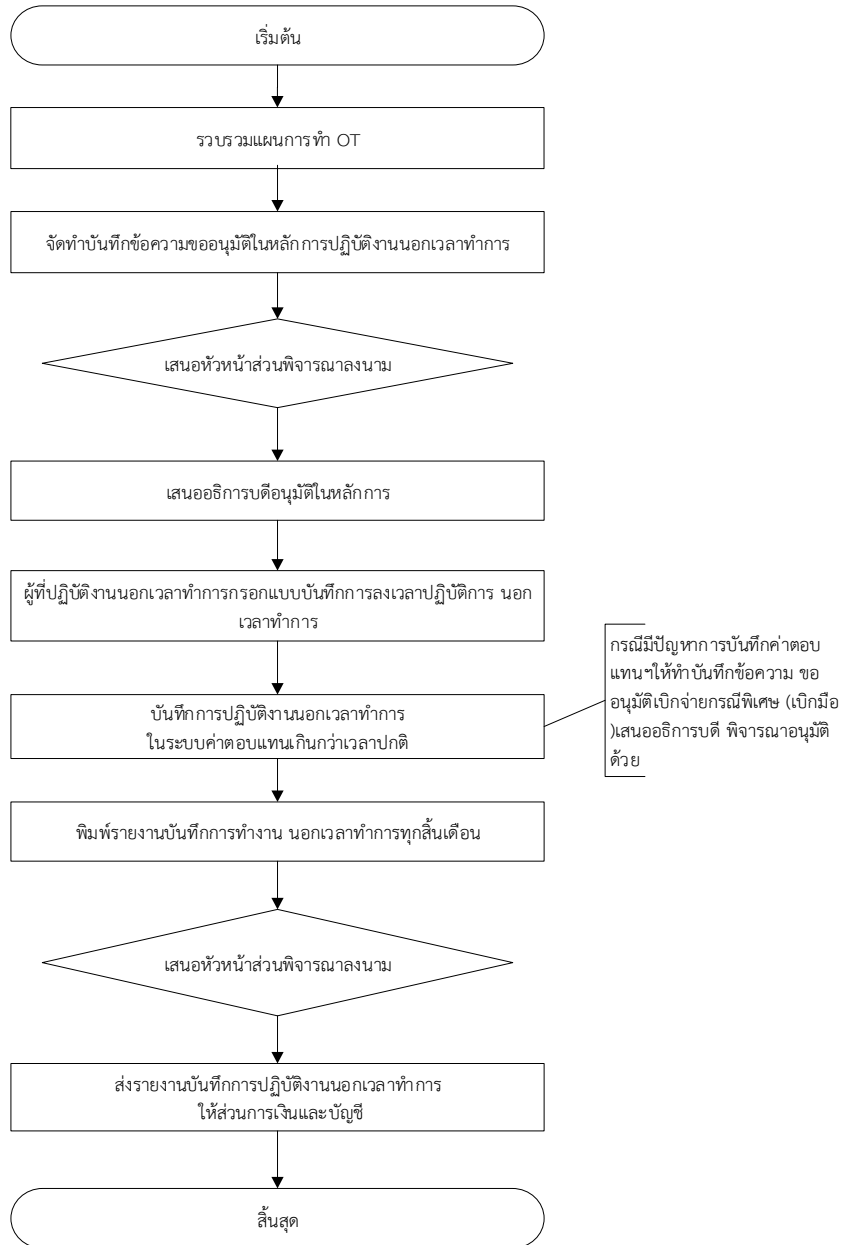 เริ่มต้น
รวบรวมแผนการทำ OT
จัดทำบันทึกข้อความขออนุมัติในหลักการปฏิบัติงานนอกเวลาทำการ
เสนอหัวหน้าส่วนพิจารณาลงนาม
เสนออธิการบดีอนุมัติในหลักการ
ผู้ที่ปฏิบัติงานนอกเวลาทำการกรอกแบบบันทึกการลงเวลาปฏิบัติการ นอก
เวลาทำการ
บันทึกการปฏิบัติงานนอกเวลาทำการ
ในระบบค่าตอบแทนเกินกว่าเวลาปกติ
กรณีมีปัญหาการบันทึกค่าตอบ
แทนฯให้ทำบันทึกข้อความ ขอ
อนุมัติเบิกจ่ายกรณีพิเศษ (เบิกมือ
)เสนออธิการบดี พิจารณาอนุมัติ
ด้วย
พิมพ์รายงานบันทึกการทำงาน นอกเวลาทำการทุกสิ้นเดือน
เสนอหัวหน้าส่วนพิจารณาลงนาม
ส่งรายงานบันทึกการปฏิบัติงานนอกเวลาทำการ
ให้ส่วนการเงินและบัญชี
สิ้นสุด